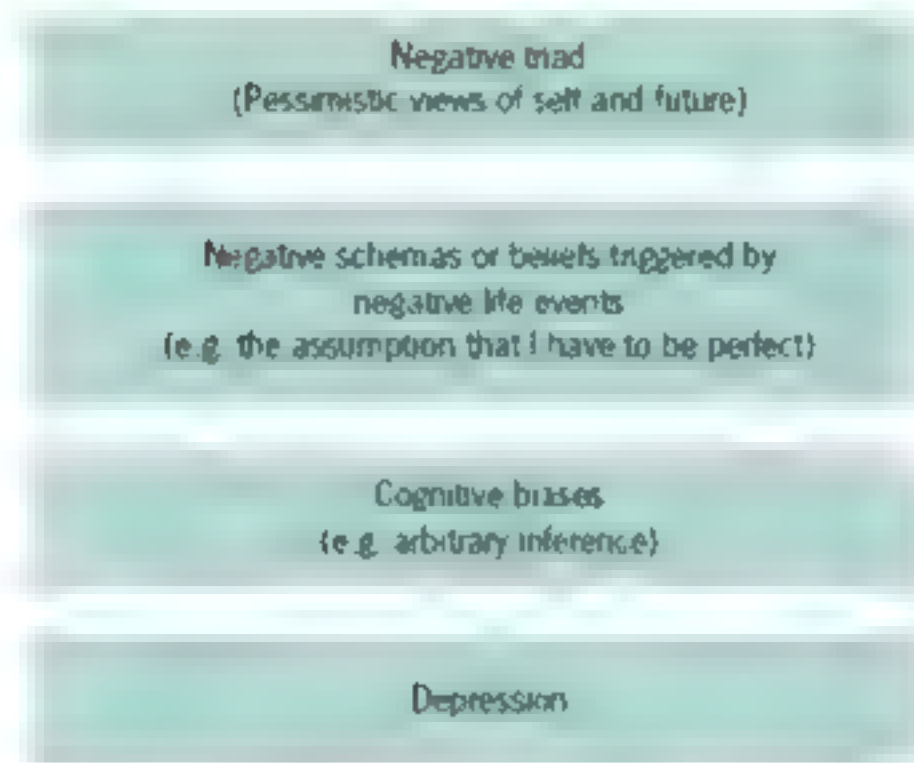 Negative triad
(Pessimistic views of self and future)
Negative schemas or beliefs triggered by
negative life events
(e.g. the assumption that I have to be perfect)
Cognitive biases
(e.g. arbitrary inference)
Depression